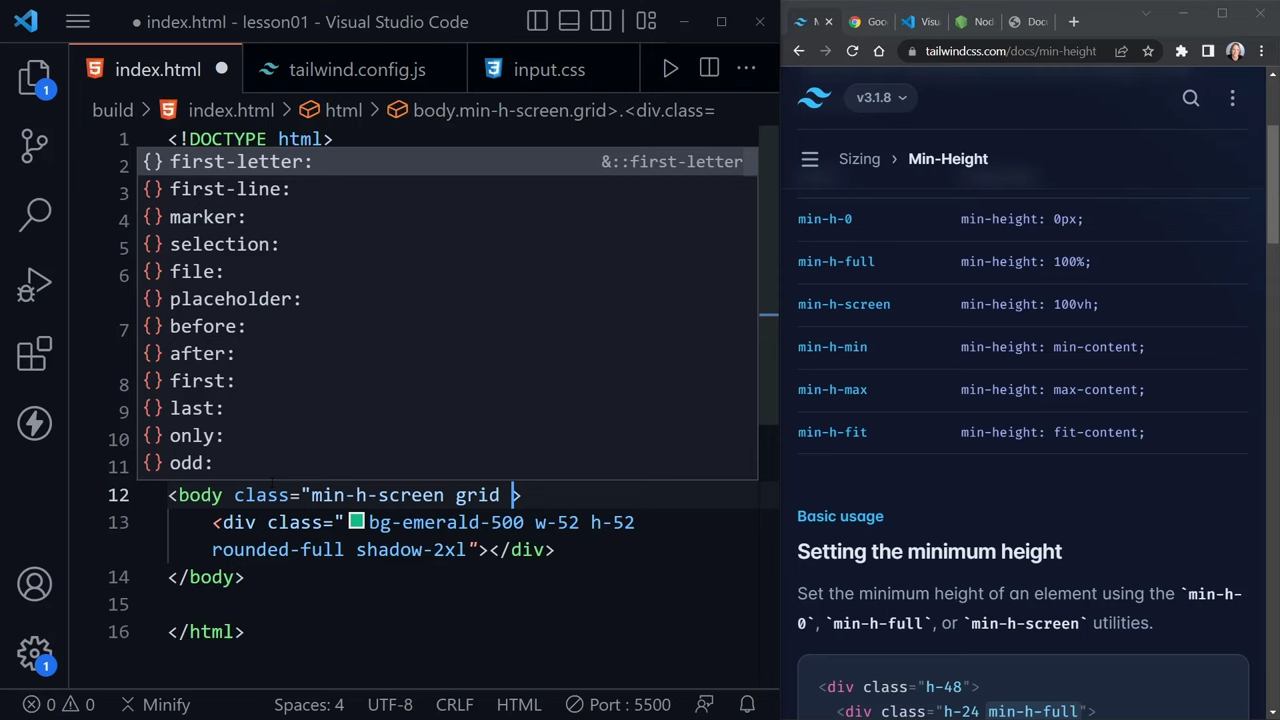 index.html - lesson01 - Visual Studio Code
index.html
tailwind.config.js
input.css
build > index.html > html > body.min-h-screen.grid>.<div.class=
1 <!DOCTYPE html>
2
first-letter: &::first-letter
3 first-line:
4 marker:
5 selection:
6 file:
placeholder:
7 before:
after:
8 first:
9 last:
10 only:
11 odd:
12 <body class="min-h-screen grid >
13 <div class="bg-emerald-500 w-52 h-52
rounded-full shadow-2xl"></div>
14 </body>
15
16 </html>
1
1
0 0 Minify Spaces: 4 UTF-8 CRLF HTML Port : 5500
Goo
Visu
Nod
Doc
tailwindcss.com/docs/min-height
v3.1.8
Sizing > Min-Height
min-h-0 min-height: 0px;
min-h-full min-height: 100%;
min-h-screen min-height: 100vh;
min-h-min min-height: min-content;
min-h-max min-height: max-content;
min-h-fit min-height: fit-content;
Basic usage
Setting the minimum height
Set the minimum height of an element using the `min-h-
0`, `min-h-full`, or `min-h-screen` utilities.
<div class="h-48">
<div class="h-24 min-h-full">